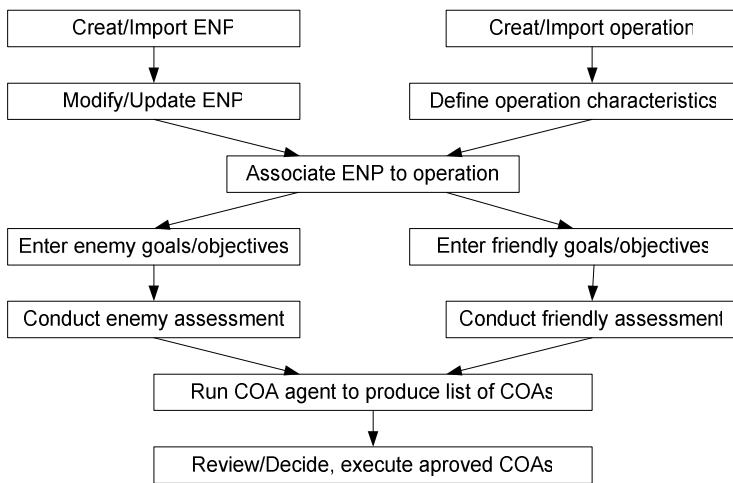 Creat/Import ENP
Creat/Import operation
Modify/Update ENP
Define operation characteristics
Associate ENP to operation
Enter enemy goals/objectives
Enter friendly goals/objectives
Conduct enemy assessment
Conduct friendly assessment
Run COA agent to produce list of COAs
Review/Decide, execute aproved COAs